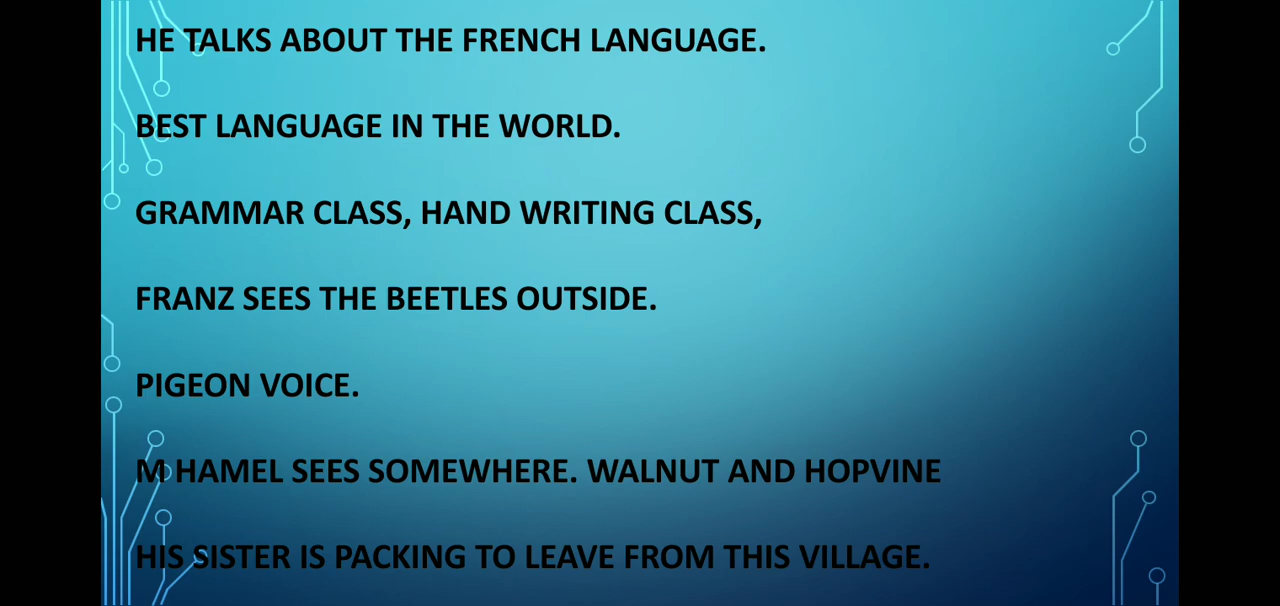 HE TALKS ABOUT THE FRENCH LANGUAGE.
BEST LANGUAGE IN THE WORLD.
GRAMMAR CLASS, HAND WRITING CLASS,
FRANZ SEES THE BEETLES OUTSIDE.
PIGEON VOICE.
M HAMEL SEES SOMEWHERE. WALNUT AND HOPVINE
HIS SISTER IS PACKING TO LEAVE FROM THIS VILLAGE.